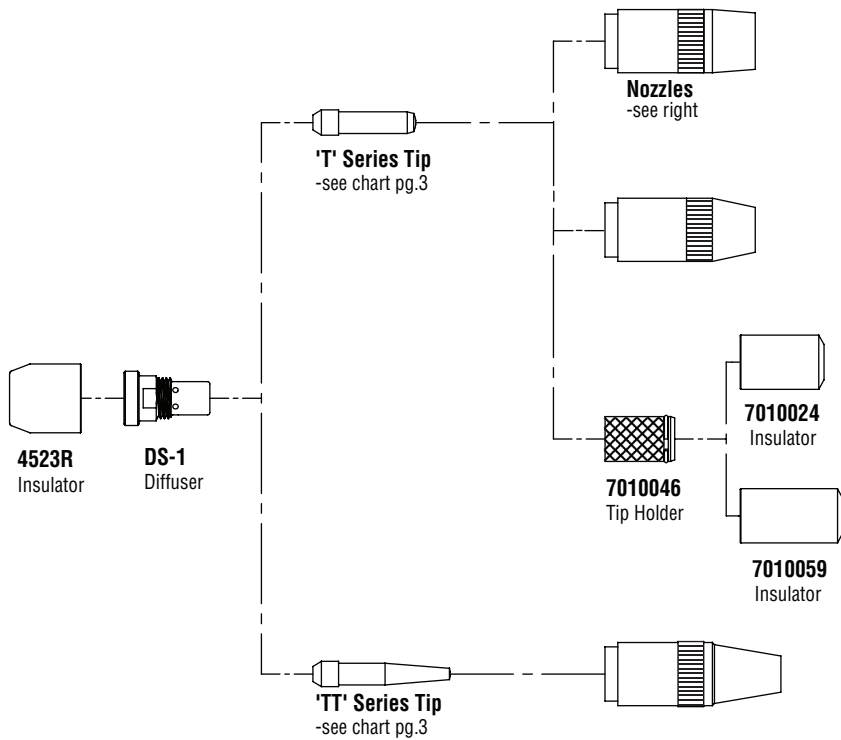 Nozzles
-see right
'T' Series Tip
-see chart pg.3
4523R
Insulator
DS-1
Diffuser
7010024
Insulator
7010046
Tip Holder
7010059
Insulator
'TT' Series Tip
-see chart pg.3